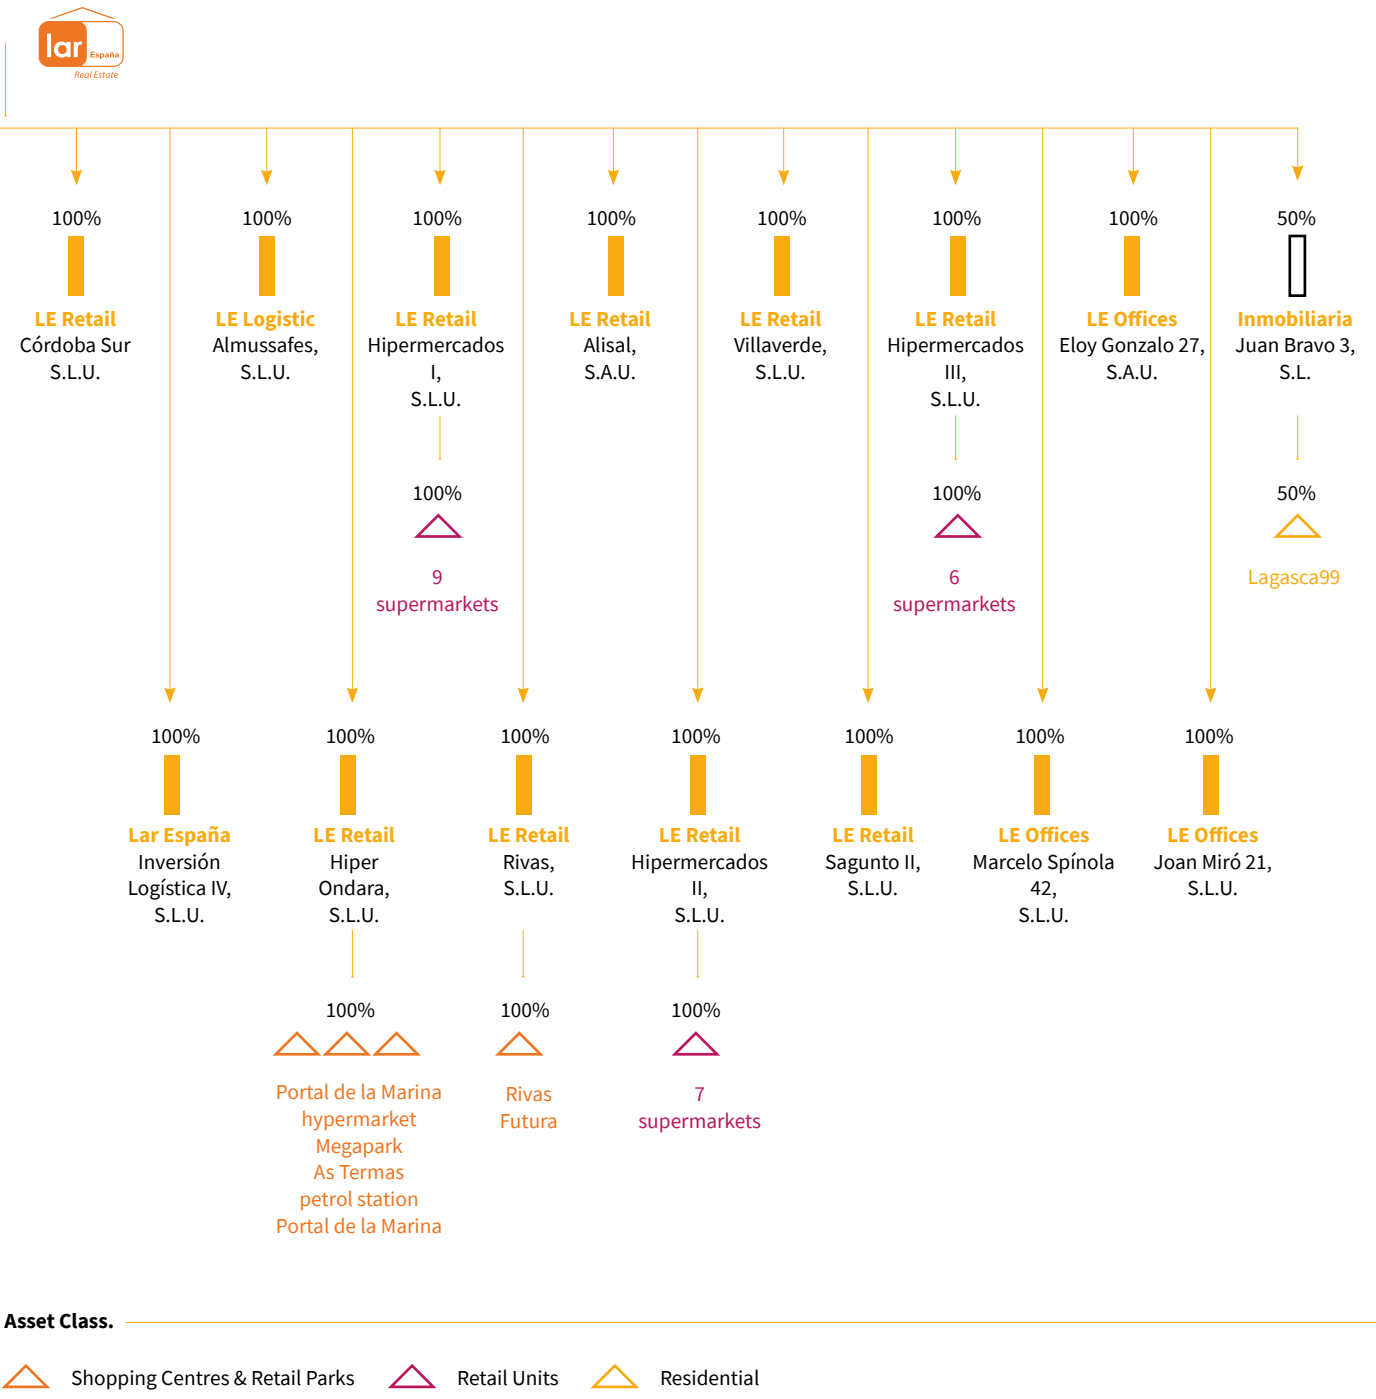 lar
España
Real Estate
100%
LE Retail
Córdoba Sur
S.L.U.
100%
LE Logistic
Almussafes,
S.L.U.
100%
LE Retail
Hipermercados
I,
S.L.U.
100%
9
supermarkets
100%
LE Retail
Alisal,
S.A.U.
100%
LE Retail
Villaverde,
S.L.U.
100%
LE Retail
Hipermercados
III,
S.L.U.
100%
6
supermarkets
100%
LE Offices
Eloy Gonzalo 27,
S.A.U.
50%
Inmobiliaria
Juan Bravo 3,
S.L.
50%
Lagasca99
100%
Lar España
Inversión
Logística IV,
S.L.U.
100%
LE Retail
Hiper
Ondara,
S.L.U.
100%
Portal de la Marina
hypermarket
Megapark
As Termas
petrol station
Portal de la Marina
100%
LE Retail
Rivas,
S.L.U.
100%
Rivas
Futura
100%
LE Retail
Hipermercados
II,
S.L.U.
100%
7
supermarkets
100%
LE Retail
Sagunto II,
S.L.U.
100%
LE Offices
Marcelo Spínola
42,
S.L.U.
100%
LE Offices
Joan Miró 21,
S.L.U.
Asset Class.
Shopping Centres & Retail Parks
Retail Units
Residential